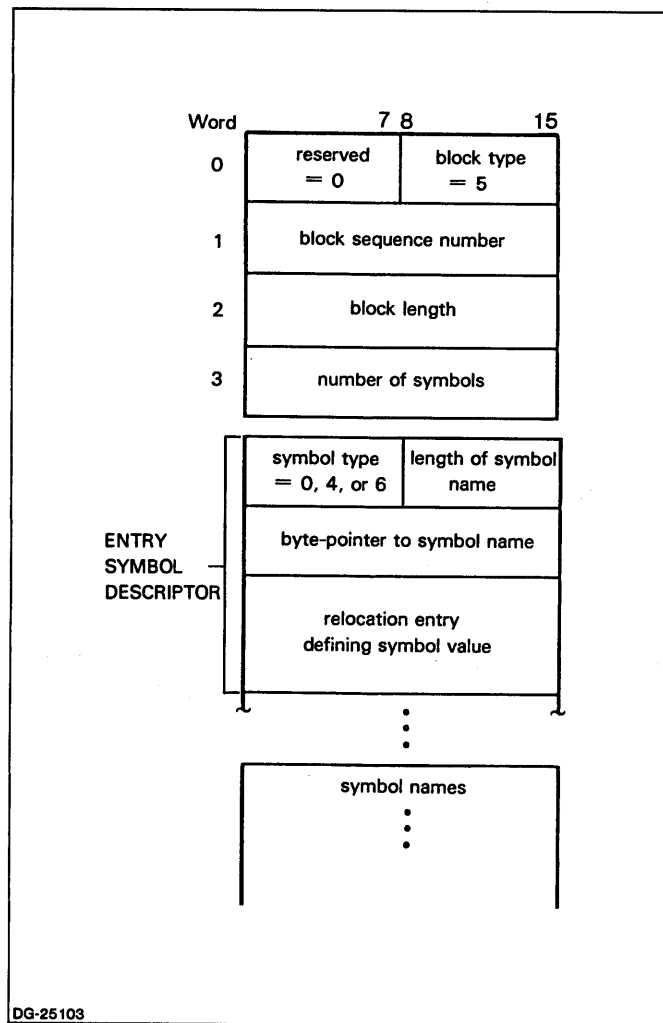 Word 7 8 15
0 reserved = 0 block type = 5
1 block sequence number
2 block length
3 number of symbols
symbol type = 0, 4, or 6 length of symbol name
ENTRY SYMBOL DESCRIPTOR
byte-pointer to symbol name
relocation entry
defining symbol value
symbol names
DG-25103